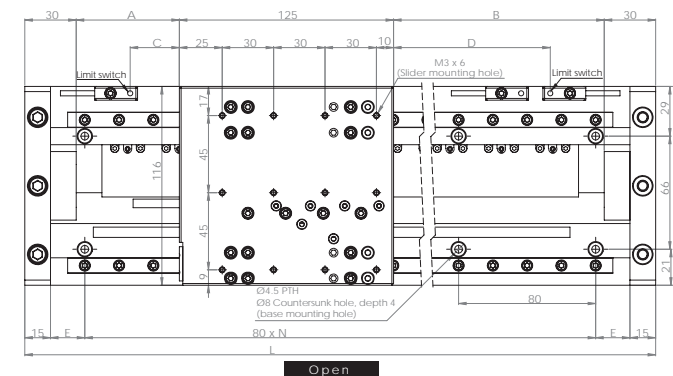 30 A 125 B 30
C 25 30 30 30 10 D
M3 x 6
(Slider mounting hole)
Limit switch
Limit switch
17
29
45
116
66
45
9
21
Ø4.5 PTH
Ø8 Countersunk hole, depth 4
(base mounting hole)
80
15 E 80 x N E 15
L
Open